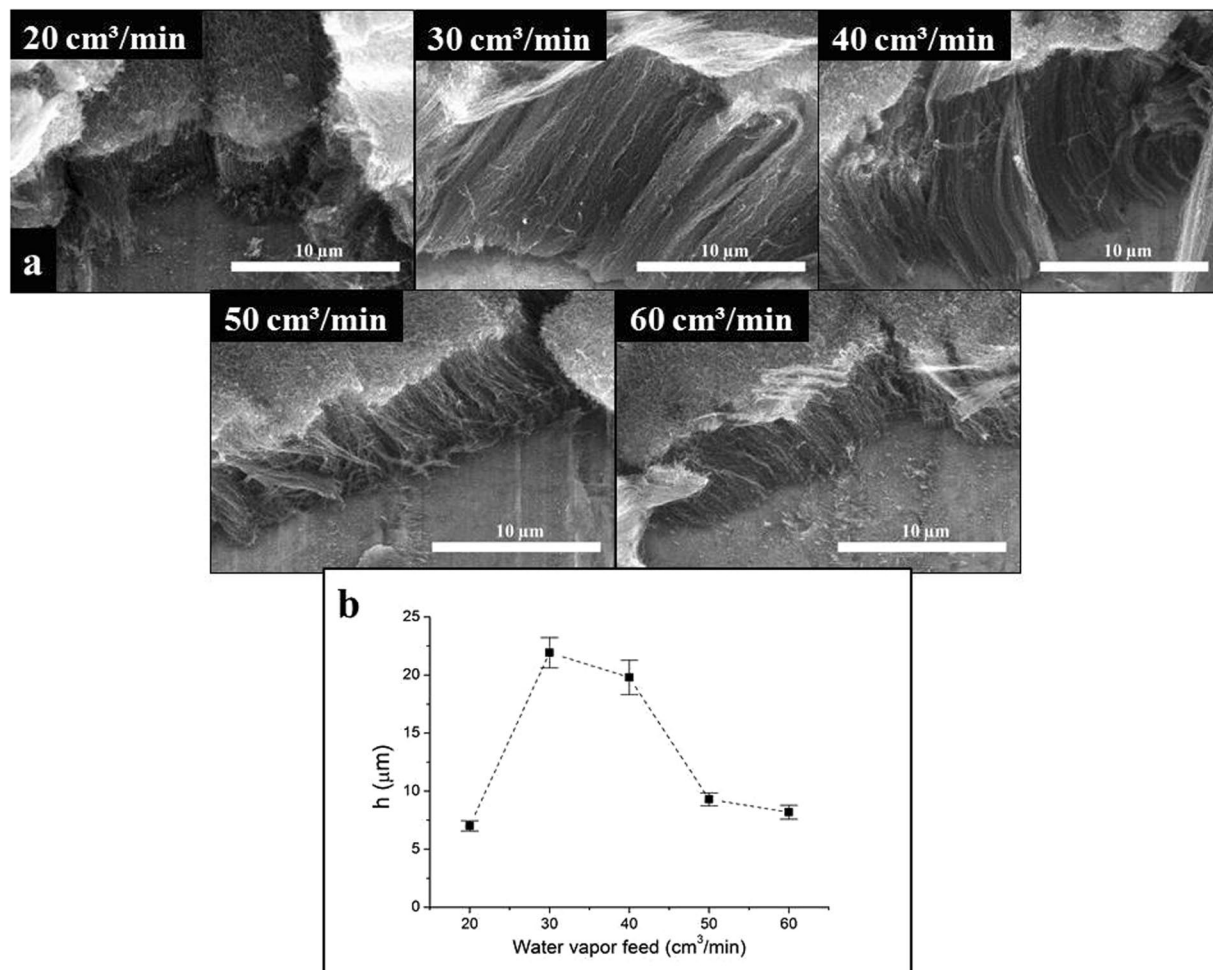 20 cm³/min
30 cm³/min
40 cm³/min
a
10 µm
10 µm
10 µm
50 cm³/min
60 cm³/min
10 µm
10 µm
b
25
20
15
10
5
0
h (µm)
20
30
40
50
60
Water vapor feed (cm³/min)